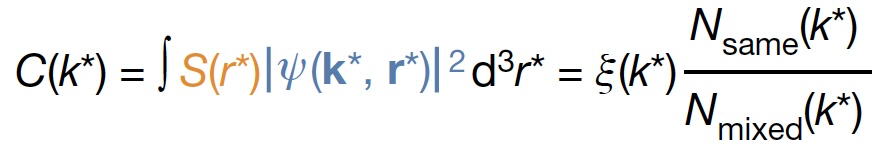 C(k*) = ∫ S(r*)|ψ(k*, r*)|² d³r* = ξ(k*) N_same(k*) / N_mixed(k*)